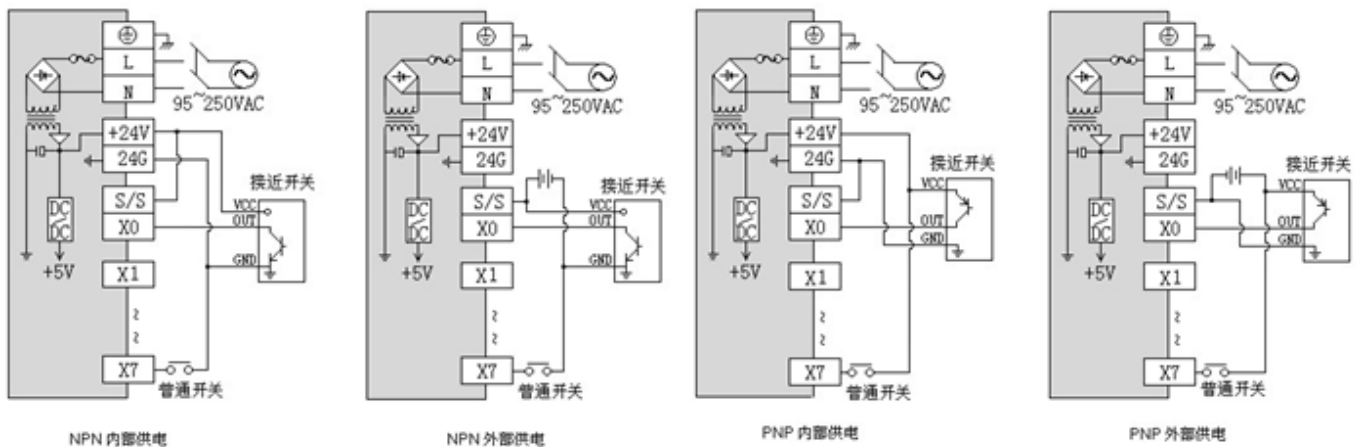 L
N
95~250VAC
+24V
24G
接近开关
S/S
VCC
X0
OUT
DC
DC
GND
+5V
X1
~
~
X7
普通开关
NPN 内部供电
L
N
95~250VAC
+24V
24G
接近开关
S/S
VCC
X0
OUT
DC
DC
GND
+5V
X1
~
~
X7
普通开关
NPN 外部供电
L
N
95~250VAC
+24V
24G
接近开关
VCC
S/S
OUT
X0
GND
DC
DC
+5V
X1
~
~
X7
普通开关
PNP 内部供电
L
N
95~250VAC
+24V
24G
接近开关
VCC
S/S
OUT
X0
GND
DC
DC
+5V
X1
~
~
X7
普通开关
PNP 外部供电